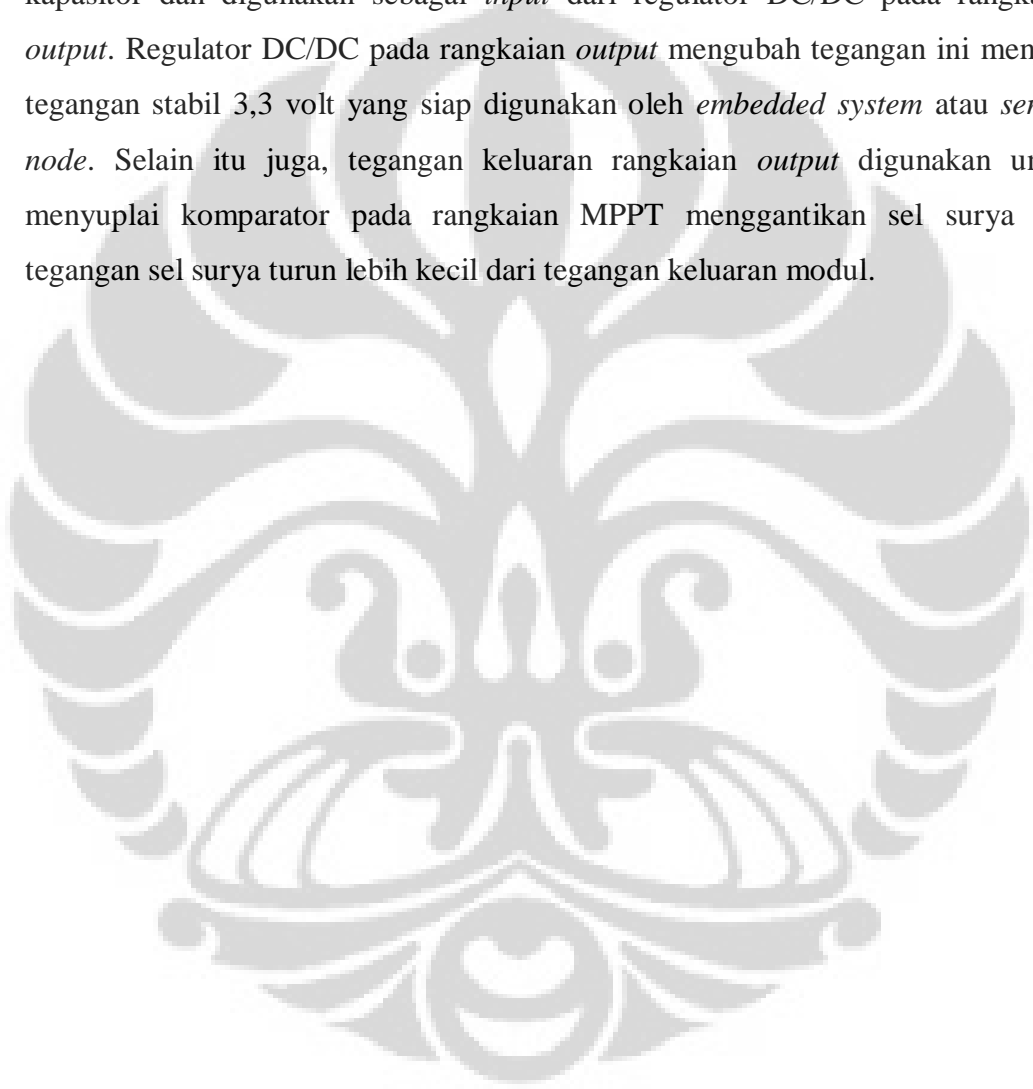 kapasitor dan digunakan sebagai input dari regulator DC/DC pada
output. Regulator DC/DC pada rangkaian output mengubah tegangan ini
tegangan stabil 3,3 volt yang siap digunakan oleh embedded system atau
node. Selain itu juga, tegangan keluaran rangkaian output digunakan
menyuplai komparator pada rangkaian MPPT menggantikan sel surya
tegangan sel surya turun lebih kecil dari tegangan keluaran modul.